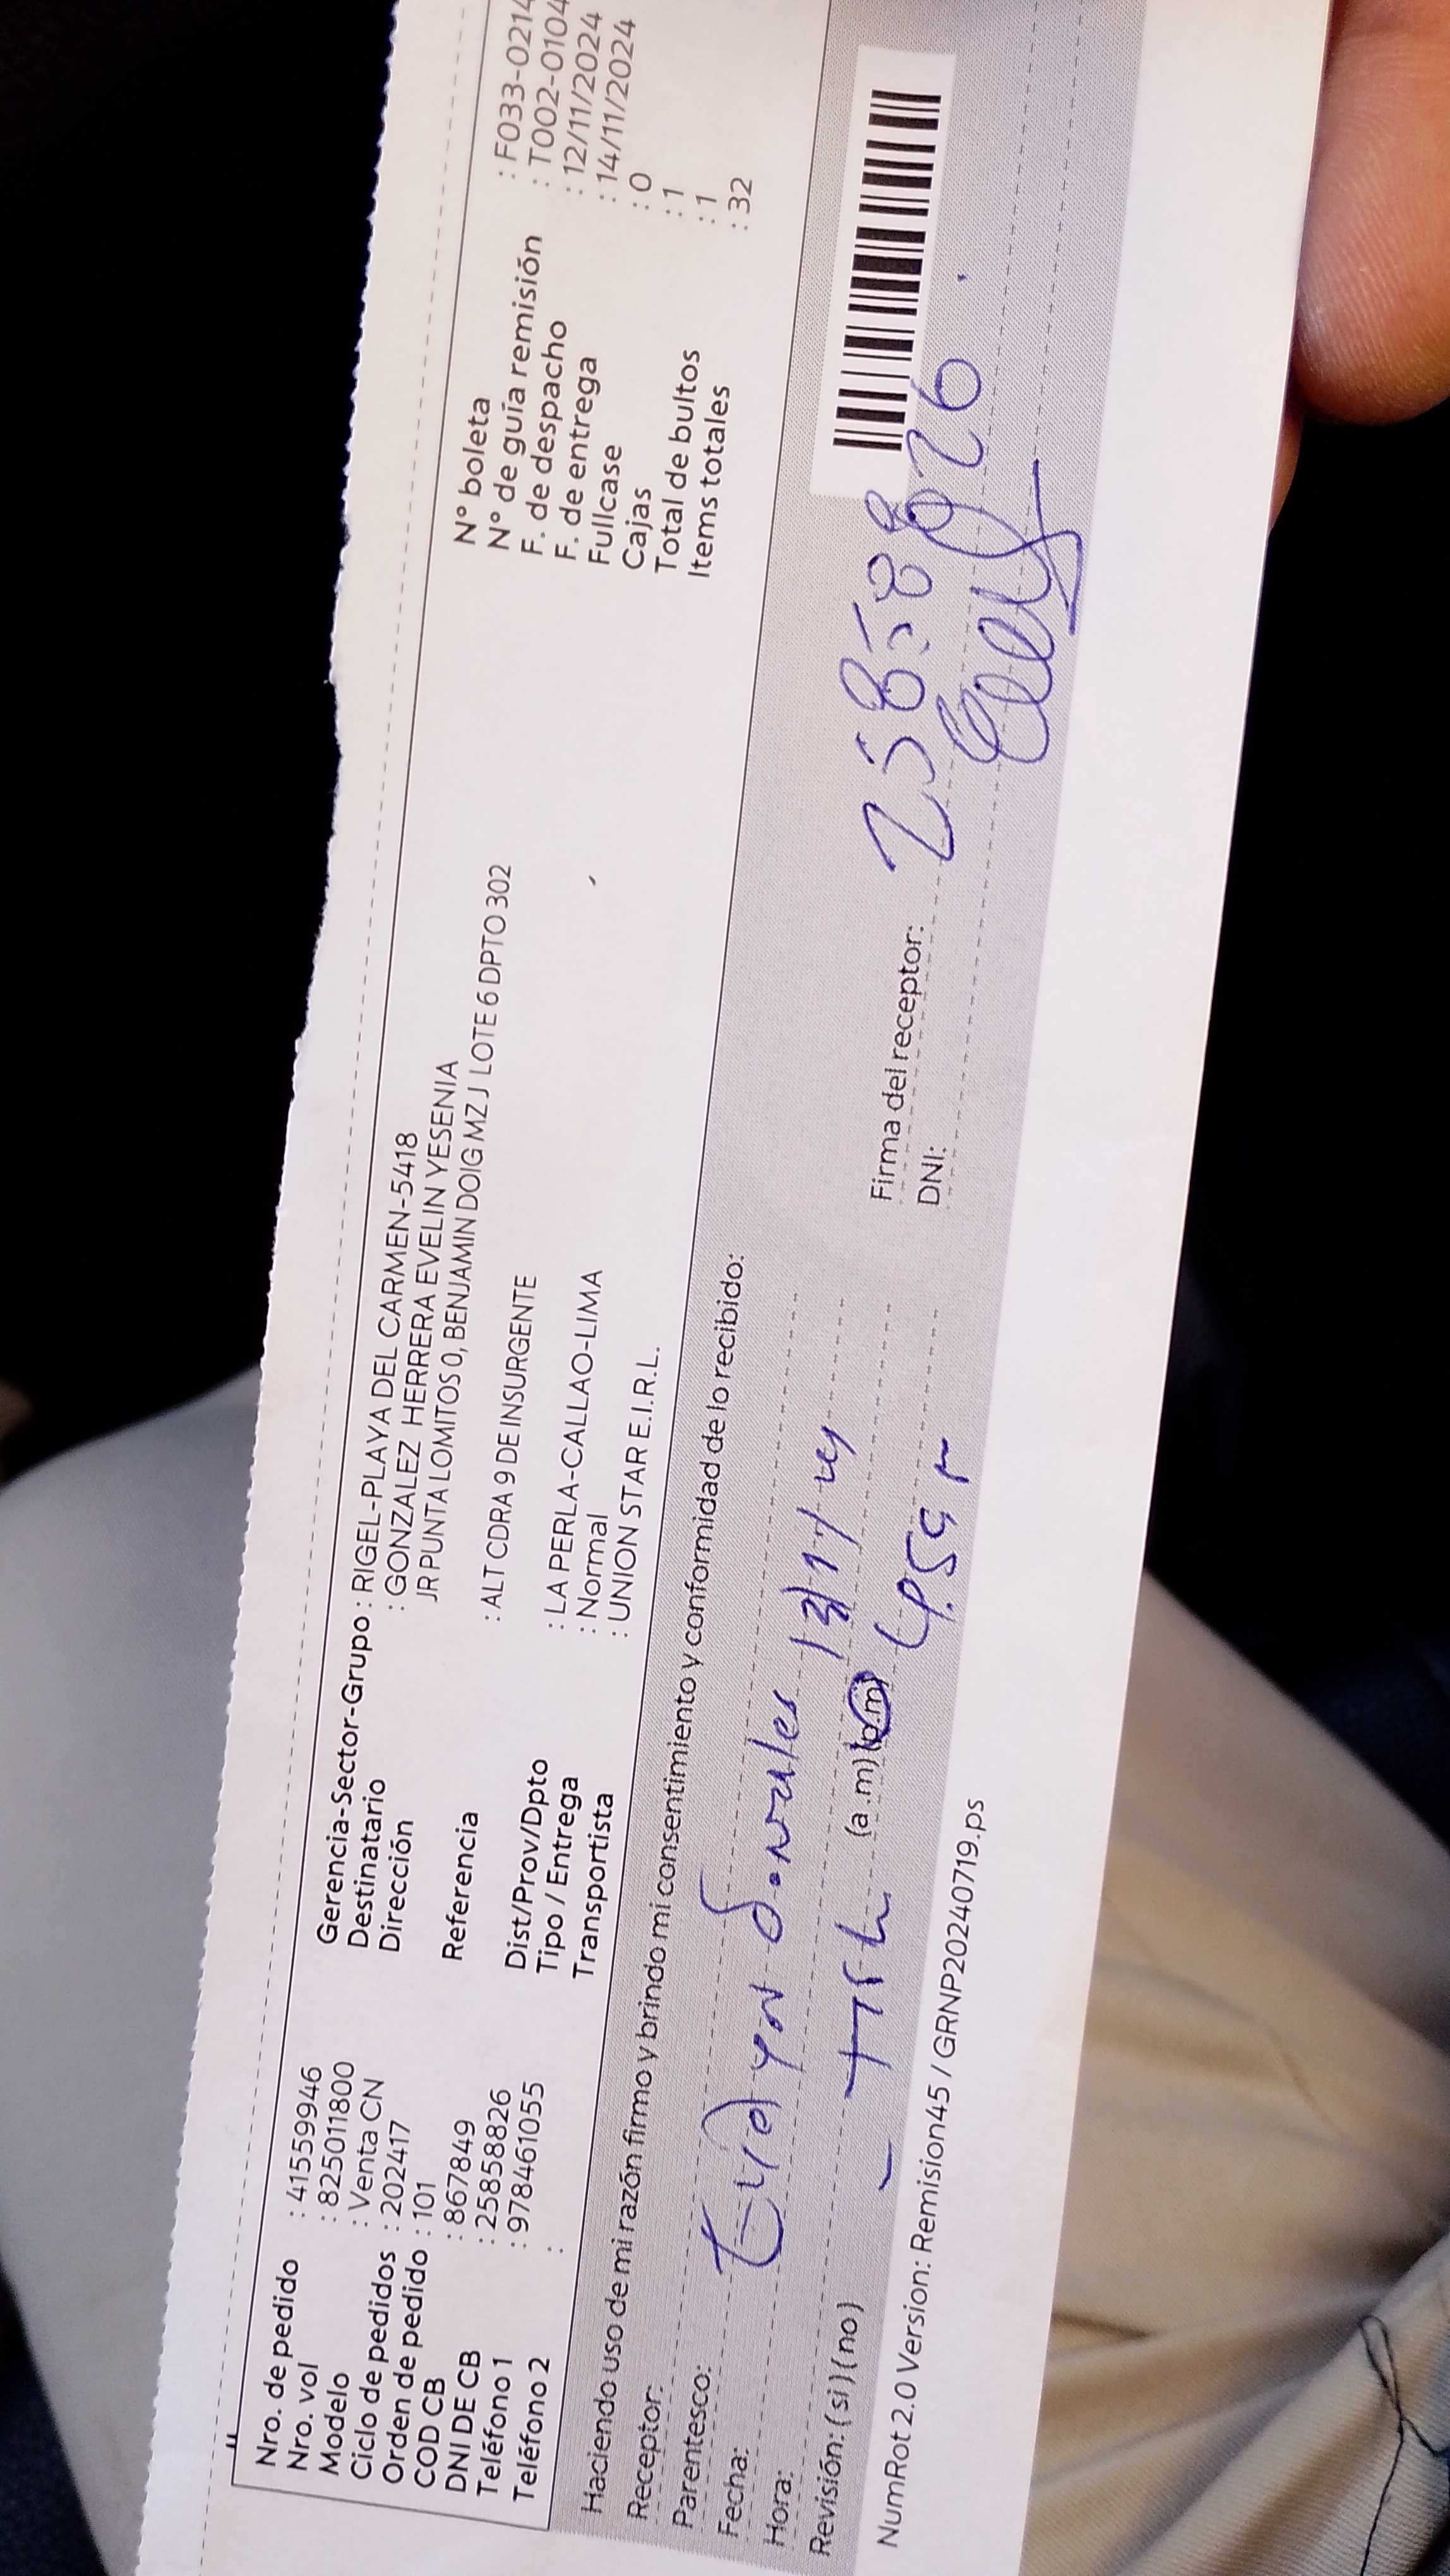 Nro. de pedido : 41559946
Nro. vol : 825011800
Modelo : Venta CN
Ciclo de pedidos : 202417
Orden de pedido : 101
COD CB : 867849
DNI DE CB : 25858826
Teléfono 1 : 978461055
Teléfono 2 :
Gerencia-Sector-Grupo : RIGEL-PLAYA DEL CARMEN-5418
Destinatario : GONZALEZ HERRERA EVELIN YESENIA
Dirección JR PUNTA LOMITOS 0, BENJAMIN DOIG MZ J LOTE 6 DPTO 302
Referencia : ALT CDRA 9 DE INSURGENTE
Dist/Prov/Dpto : LA PERLA-CALLAO-LIMA
Tipo / Entrega : Normal
Transportista : UNION STAR E.I.R.L.
N° boleta : F033-0214
N° de guía remisión : T002-0104
F. de despacho : 12/11/2024
F. de entrega : 14/11/2024
Fullcase : 0
Cajas : 1
Total de bultos : 1
Items totales : 32
Haciendo uso de mi razón firmo y brindo mi consentimiento y conformidad de lo recibido:
Receptor:
Parentesco:
Fecha:
Hora: (a.m) (p.m)
Revisión: (si) (no)
Firma del receptor:
DNI: 25858826
NumRot 2.0 Version: Remision45 / GRNP20240719.ps